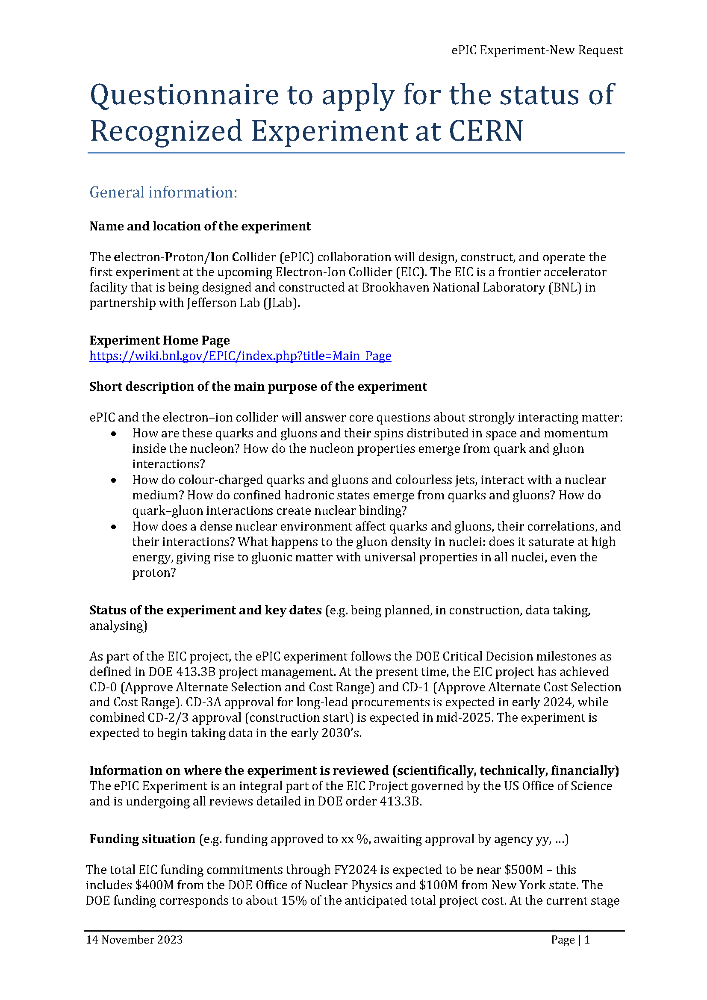 ePIC Experiment-New Request
Questionnaire to apply for the status of
Recognized Experiment at CERN
General information:
Name and location of the experiment
The electron-Proton/Ion Collider (ePIC) collaboration will design, construct, and operate the
first experiment at the upcoming Electron-Ion Collider (EIC). The EIC is a frontier accelerator
facility that is being designed and constructed at Brookhaven National Laboratory (BNL) in
partnership with Jefferson Lab (JLab).
Experiment Home Page
https://wiki.bnl.gov/EPIC/index.php?title=Main_Page
Short description of the main purpose of the experiment
ePIC and the electron–ion collider will answer core questions about strongly interacting matter:
• How are these quarks and gluons and their spins distributed in space and momentum
inside the nucleon? How do the nucleon properties emerge from quark and gluon
interactions?
• How do colour-charged quarks and gluons and colourless jets, interact with a nuclear
medium? How do confined hadronic states emerge from quarks and gluons? How do
quark–gluon interactions create nuclear binding?
• How does a dense nuclear environment affect quarks and gluons, their correlations, and
their interactions? What happens to the gluon density in nuclei: does it saturate at high
energy, giving rise to gluonic matter with universal properties in all nuclei, even the
proton?
Status of the experiment and key dates (e.g. being planned, in construction, data taking,
analysing)
As part of the EIC project, the ePIC experiment follows the DOE Critical Decision milestones as
defined in DOE 413.3B project management. At the present time, the EIC project has achieved
CD-0 (Approve Alternate Selection and Cost Range) and CD-1 (Approve Alternate Cost Selection
and Cost Range). CD-3A approval for long-lead procurements is expected in early 2024, while
combined CD-2/3 approval (construction start) is expected in mid-2025. The experiment is
expected to begin taking data in the early 2030’s.
Information on where the experiment is reviewed (scientifically, technically, financially)
The ePIC Experiment is an integral part of the EIC Project governed by the US Office of Science
and is undergoing all reviews detailed in DOE order 413.3B.
Funding situation (e.g. funding approved to xx %, awaiting approval by agency yy, …)
The total EIC funding commitments through FY2024 is expected to be near $500M – this
includes $400M from the DOE Office of Nuclear Physics and $100M from New York state. The
DOE funding corresponds to about 15% of the anticipated total project cost. At the current stage
14 November 2023 Page | 1